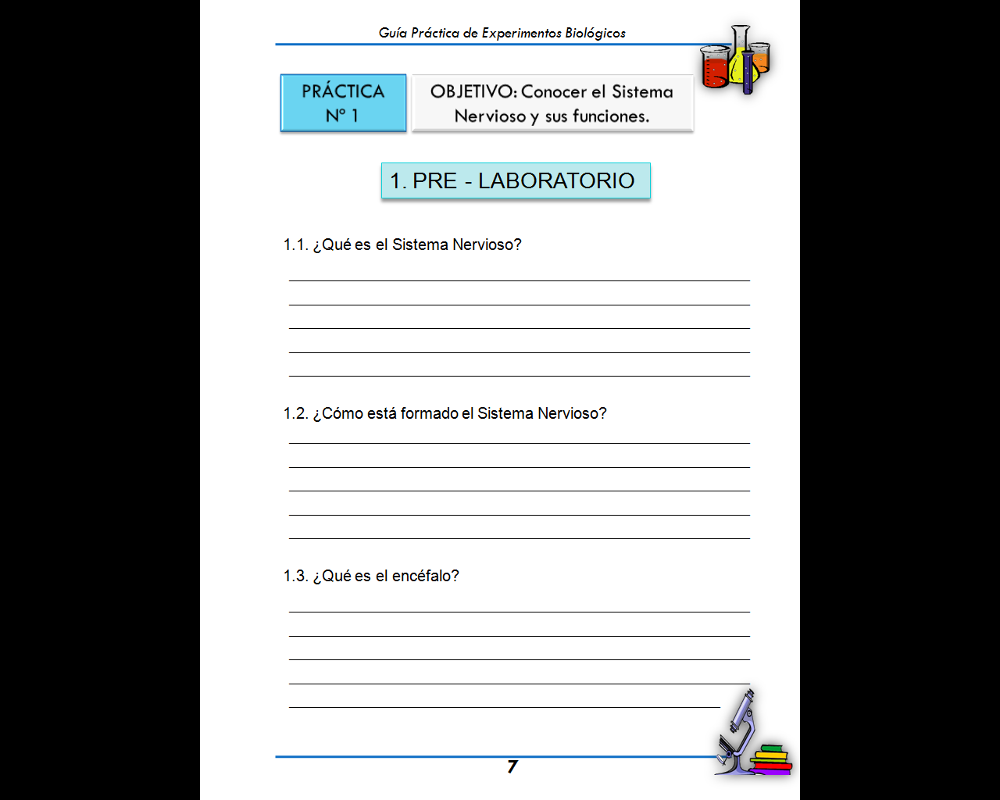 Guía Práctica de Experimentos Biológicos
PRÁCTICA
Nº 1
OBJETIVO: Conocer el Sistema
Nervioso y sus funciones.
1. PRE - LABORATORIO
1.1. ¿Qué es el Sistema Nervioso?
1.2. ¿Cómo está formado el Sistema Nervioso?
1.3. ¿Qué es el encéfalo?
7